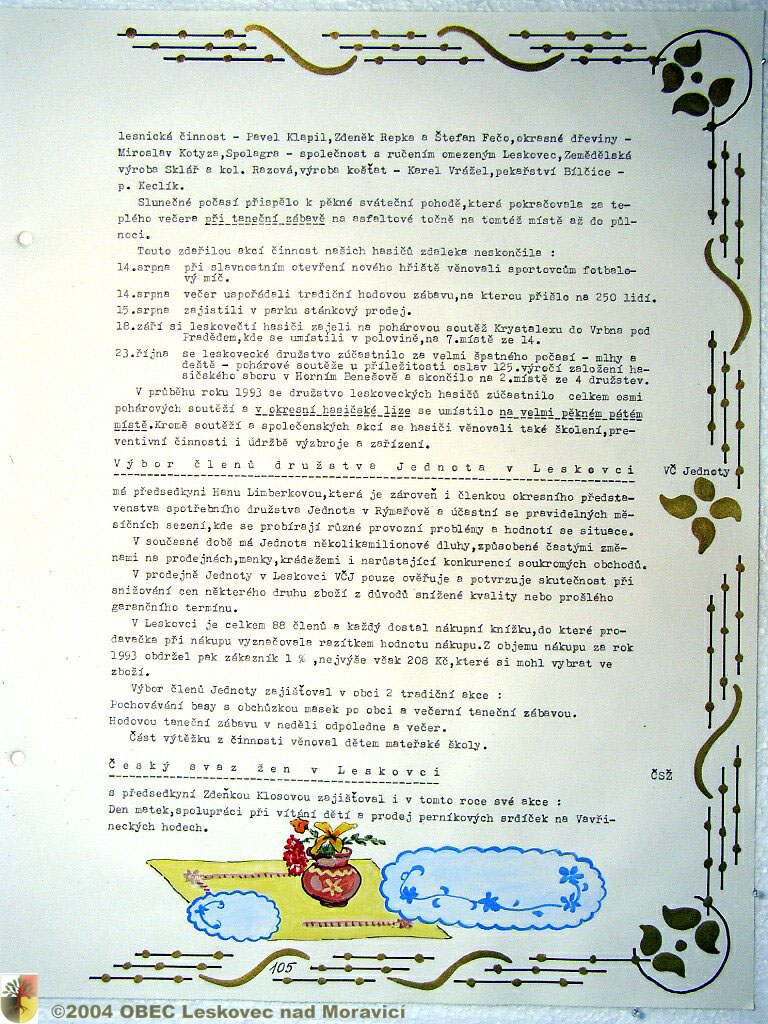 lesnická činnost - Pavel Klapil,Zdeněk Repka a Štefan Fečo,okrasné dřeviny -
Miroslav Kotyza,Spolagra - společnost s ručením omezeným Leskovec,Zemědělská
výroba Sklář a kol. Razová,výroba košťat - Karel Vrážel,pekařství Bílčice -
p. Keclík.
Slunečné počasí přispělo k pěkné sváteční pohodě,která pokračovala za te-
plého večera při taneční zábavě na asfaltové točně na tomtéž místě až do půl-
noci.
Touto zdařilou akcí činnost našich hasičů zdaleka neskončila :
14.srpna při slavnostním otevření nového hřiště věnovali sportovcům fotbalo-
vý míč.
14.srpna večer uspořádali tradiční hodovou zábavu,na kterou přišlo na 250 lidí.
15.srpna zajistili v parku stánkový prodej.
18.září si leskovečtí hasiči zajeli na pohárovou soutěž Krystalexu do Vrbna pod
Pradědem,kde se umístili v polovině,na 7.místě ze 14.
23.října se leskovecké družstvo zúčastnilo za velmi špatného počasí - mlhy a
deště - pohárové soutěže u příležitosti oslav 125.výročí založení ha-
sičského sboru v Horním Benešově a skončilo na 2.místě ze 4 družstev.
V průběhu roku 1993 se družstvo leskoveckých hasičů zúčastnilo celkem osmi
pohárových soutěží a v okresní hasičské lize se umístilo na velmi pěkném pátém
místě.Kromě soutěží a společenských akcí se hasiči věnovali také školení,pre-
ventivní činnosti i údržbě výzbroje a zařízení.
Výbor členů družstva Jednota v Leskovci VČ Jednoty
má předsedkyni Hanu Limberkovou,která je zároveň i členkou okresního předsta-
venstva spotřebního družstva Jednota v Rýmařově a účastní se pravidelných mě-
síčních sezení,kde se probírají různé provozní problémy a hodnotí se situace.
V současné době má Jednota několikamilionové dluhy,způsobené častými změ-
nami na prodejnách,manky,krádežemi i narůstající konkurencí soukromých obchodů.
V prodejně Jednoty v Leskovci VČJ pouze ověřuje a potvrzuje skutečnost při
snižování cen některého druhu zboží z důvodů snížené kvality nebo prošlého
garančního termínu.
V Leskovci je celkem 88 členů a každý dostal nákupní knížku,do které pro-
davačka při nákupu vyznačovala razítkem hodnotu nákupu.Z objemu nákupu za rok
1993 obdržel pak zákazník 1 % ,nejvýše však 208 Kč,které si mohl vybrat ve
zboží.
Výbor členů Jednoty zajišťoval v obci 2 tradiční akce :
Pochovávání basy s obchůzkou masek po obci a večerní taneční zábavou.
Hodovou taneční zábavu v neděli odpoledne a večer.
Část výtěžku z činnosti věnoval dětem mateřské školy.
Český svaz žen v Leskovci ČSŽ
s předsedkyní Zdeňkou Klosovou zajišťoval i v tomto roce své akce :
Den matek,spolupráci při vítání dětí a prodej perníkových srdíček na Vavři-
neckých hodech.
105
©2004 OBEC Leskovec nad Moravicí